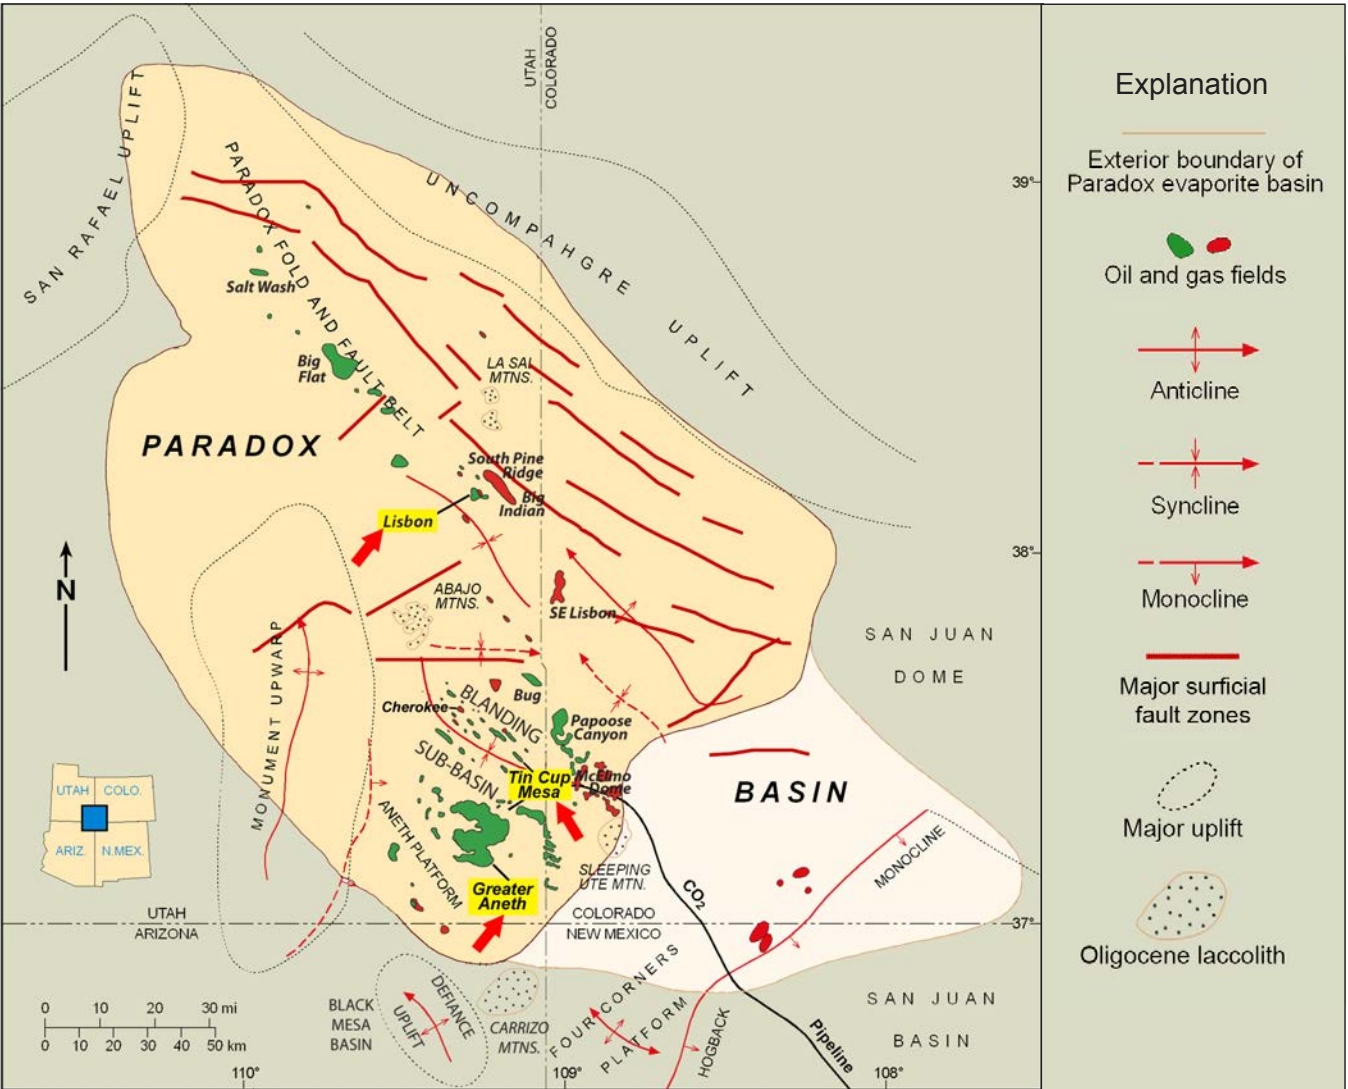 UTAH
COLORADO
SAN RAFAEL UPLIFT
PARADOX FOLD AND FAULT BELT
UNCOMPAHGRE UPLIFT
39°
Salt Wash
Big
Flat
LA SAL
MTNS.
PARADOX
South Pine
Ridge
Big
Indian
Lisbon
38°
N
ABAJO
MTNS.
SE Lisbon
MONUMENT UPWARP
SAN JUAN
DOME
Bug
Cherokee
BLANDING
SUB-BASIN
Papoose
Canyon
Tin Cup
Mesa
McElmo
Dome
BASIN
UTAH
COLO.
ARIZ.
N.MEX.
ANETH PLATFORM
SLEEPING
UTE MTN.
MONOCLINE
Greater
Aneth
CO2
UTAH
ARIZONA
COLORADO
NEW MEXICO
37°
0 10 20 30 mi
0 10 20 30 40 50 km
BLACK
MESA
BASIN
DEFIANCE
UPLIFT
CARRIZO
MTNS.
FOUR CORNERS
PLATFORM
HOGBACK
Pipeline
SAN JUAN
BASIN
110°
109°
108°
Explanation
Exterior boundary of
Paradox evaporite basin
Oil and gas fields
Anticline
Syncline
Monocline
Major surficial
fault zones
Major uplift
Oligocene laccolith